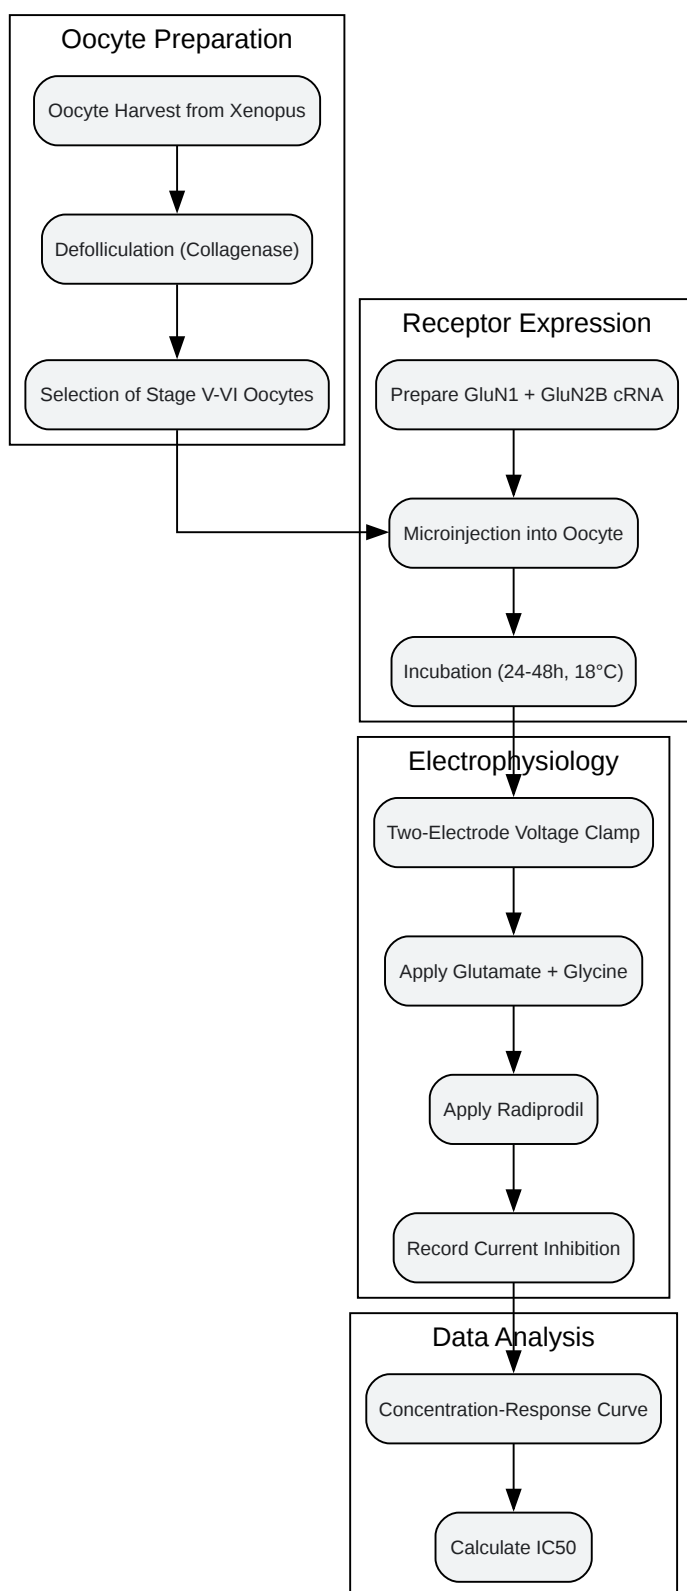 Oocyte Preparation
Oocyte Harvest from Xenopus
Defolliculation (Collagenase)
Selection of Stage V-VI Oocytes
Receptor Expression
Prepare GluN1 + GluN2B cRNA
Microinjection into Oocyte
Incubation (24-48h, 18°C)
Electrophysiology
Two-Electrode Voltage Clamp
Apply Glutamate + Glycine
Apply Radiprodil
Record Current Inhibition
Data Analysis
Concentration-Response Curve
Calculate IC50